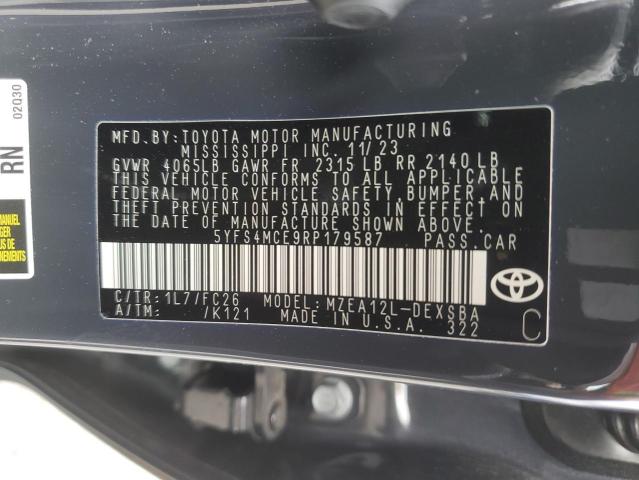 MFD. BY:TOYOTA MOTOR MANUFACTURING
MISSISSIPPI INC. 11/23
GVWR 4065LB GAWR FR 2315 LB RR 2140 LB
THIS VEHICLE CONFORMS TO ALL APPLICABLE
FEDERAL MOTOR VEHICLE SAFETY, BUMPER, AND
THEFT PREVENTION STANDARDS IN EFFECT ON
THE DATE OF MANUFACTURE SHOWN ABOVE.
5YFS4MCE9RP179587 PASS.CAR
C/TR:1L7/FC26 MODEL:MZEA12L-DEXSBA
A/TM: /K121 MADE IN U.S.A. 322
C
RN 02Q30
MANUEL